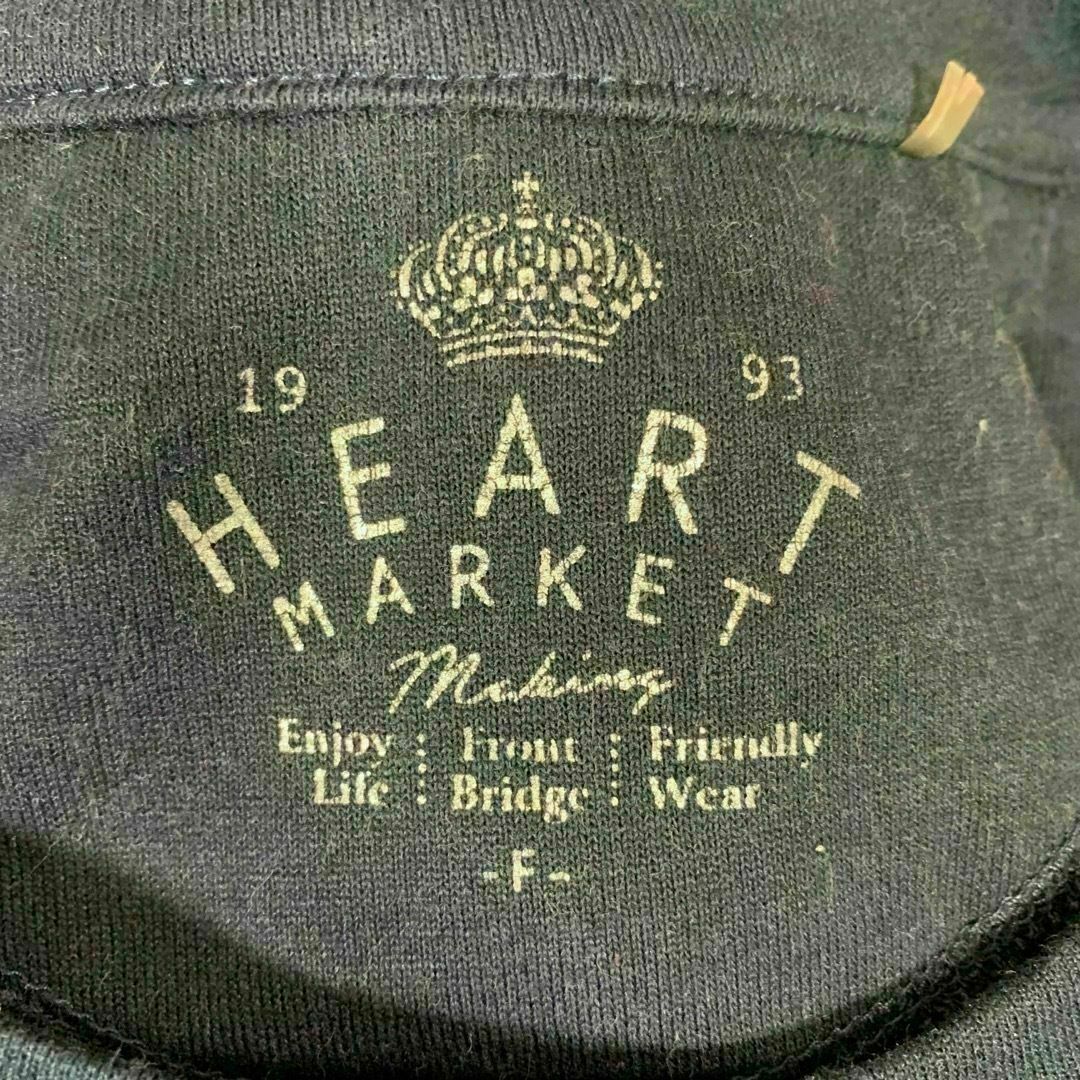 19 93
HEART
MARKET
Making
Enjoy Life
Front Bridge
Friendly Wear
-F-